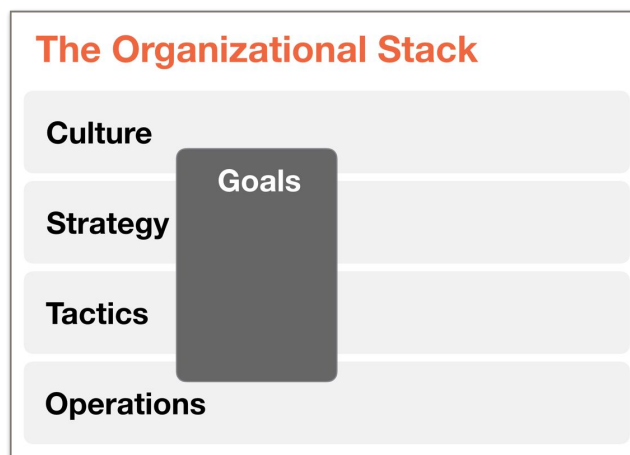 The Organizational Stack
Culture
Goals
Strategy
Tactics
Operations